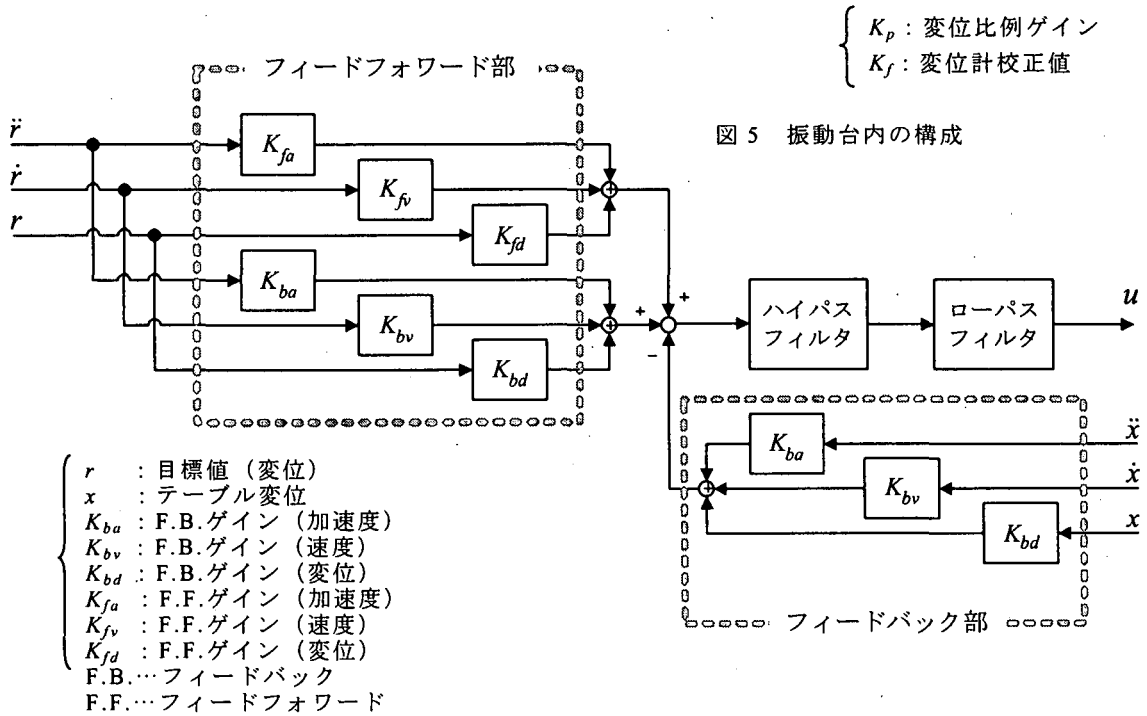 K_p：変位比例ゲイン
K_f：変位計校正値
図 5 振動台内の構成
フィードフォワード部
r̈
ṙ
r
K_fa
K_fv
K_fd
K_ba
K_bv
K_bd
+
+
+
+
−
ハイパス
フィルタ
ローパス
フィルタ
u
K_ba
K_bv
K_bd
+
ẍ
ẋ
x
フィードバック部
r ：目標値（変位）
x ：テーブル変位
K_ba ：F.B.ゲイン（加速度）
K_bv ：F.B.ゲイン（速度）
K_bd ：F.B.ゲイン（変位）
K_fa ：F.F.ゲイン（加速度）
K_fv ：F.F.ゲイン（速度）
K_fd ：F.F.ゲイン（変位）
F.B.…フィードバック
F.F.…フィードフォワード